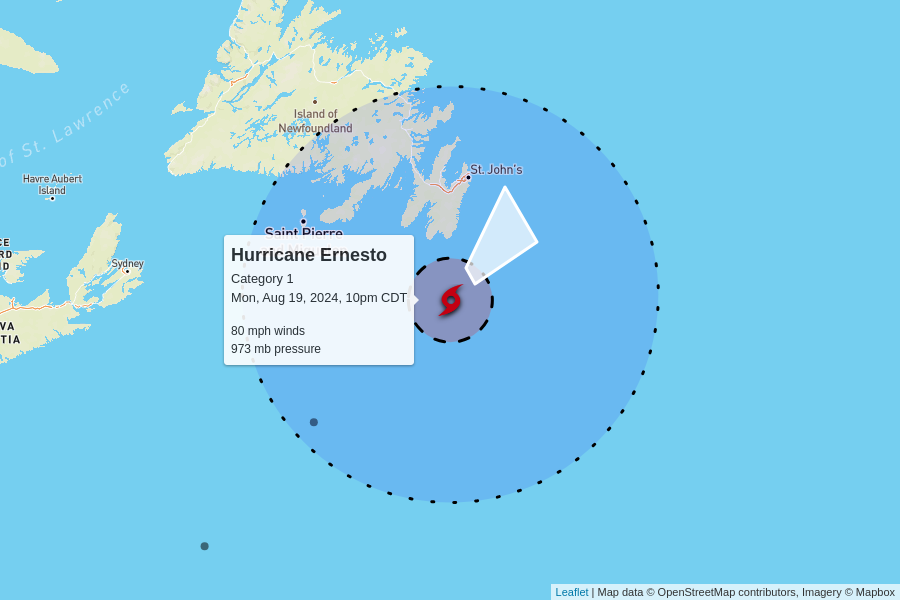 of St. Lawrence
Island of
Newfoundland
St. John's
Havre Aubert
Island
Saint Pierre
Sydney
Hurricane Ernesto
Category 1
Mon, Aug 19, 2024, 10pm CDT
80 mph winds
973 mb pressure
CE
RD
ND
VA
TIA
Leaflet | Map data © OpenStreetMap contributors, Imagery © Mapbox